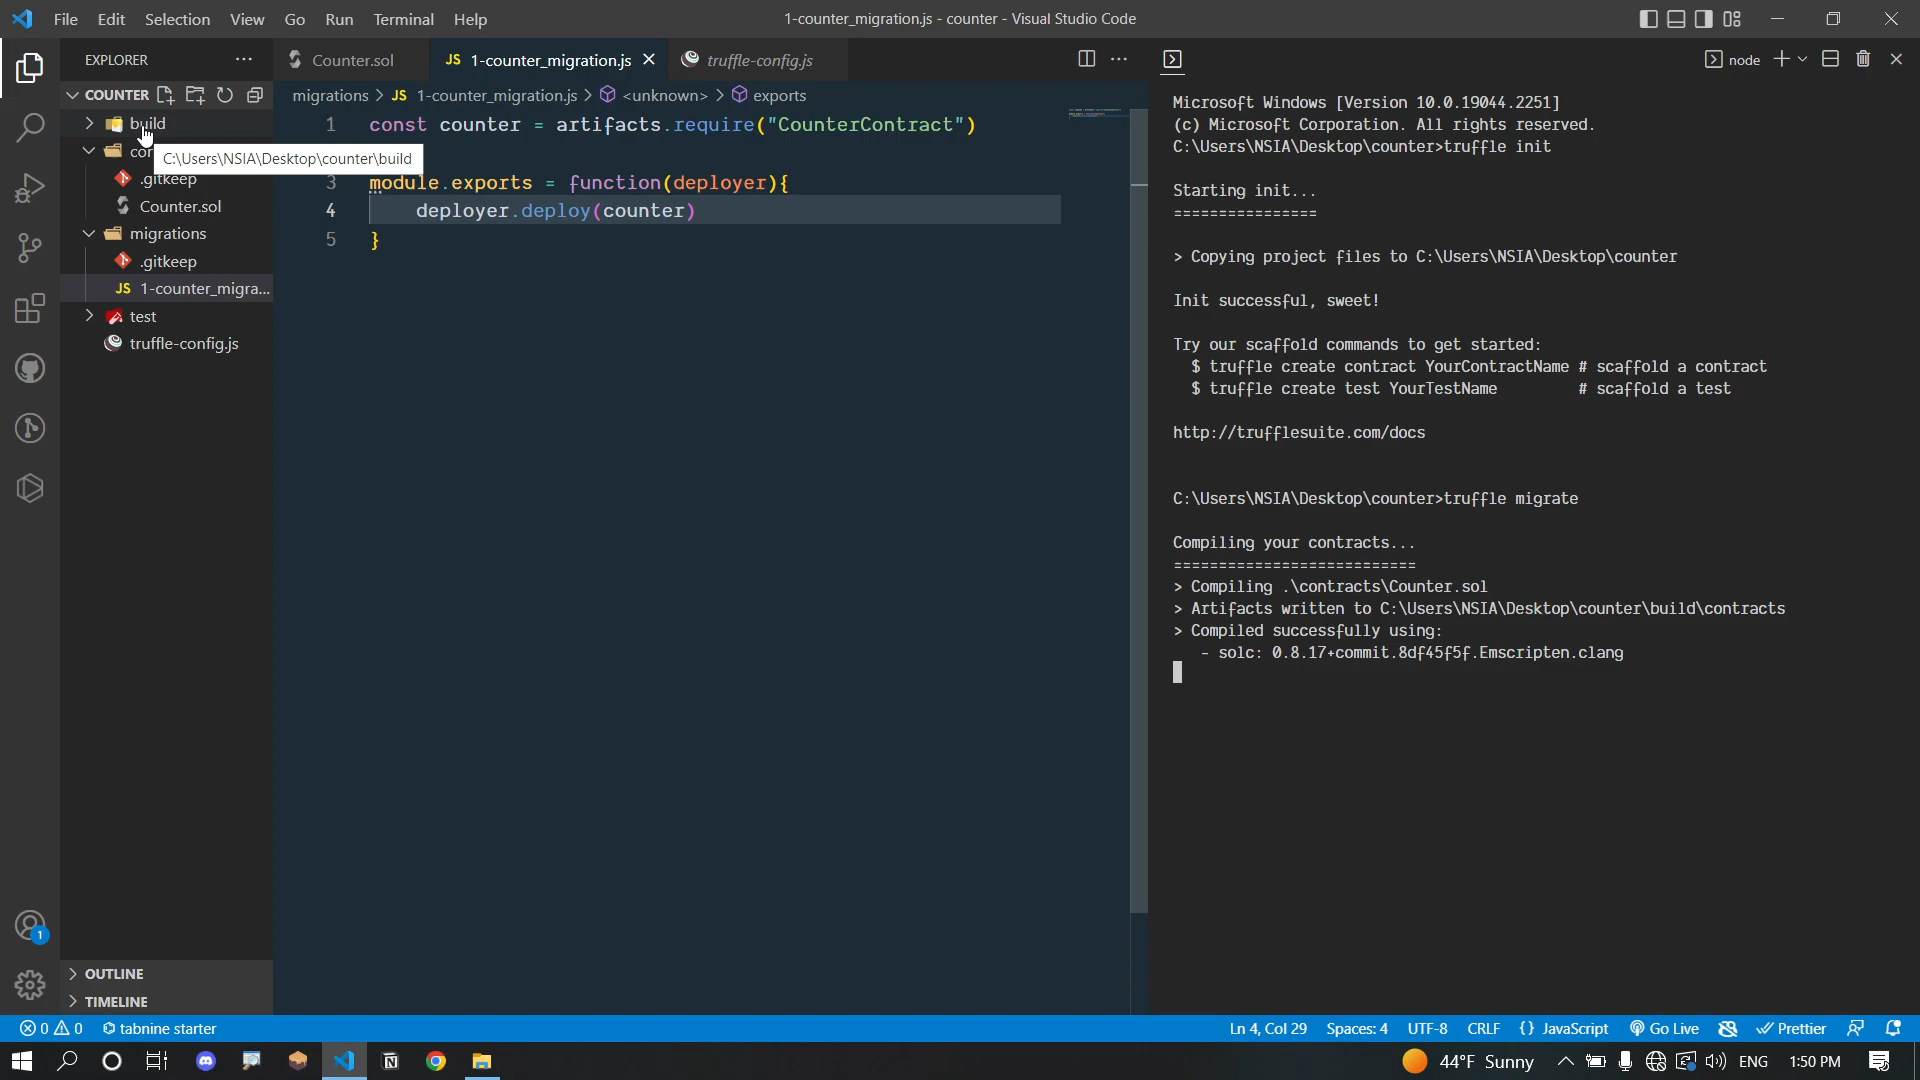 File Edit Selection View Go Run Terminal Help
1-counter_migration.js - counter - Visual Studio Code
EXPLORER
Counter.sol
JS 1-counter_migration.js
truffle-config.js
node
COUNTER
migrations > JS 1-counter_migration.js > <unknown> > exports
build
C:\Users\NSIA\Desktop\counter\build
.gitkeep
Counter.sol
migrations
.gitkeep
JS 1-counter_migra...
test
truffle-config.js
1 const counter = artifacts.require("CounterContract")
3 module.exports = function(deployer){
4 deployer.deploy(counter)
5 }
Microsoft Windows [Version 10.0.19044.2251]
(c) Microsoft Corporation. All rights reserved.
C:\Users\NSIA\Desktop\counter>truffle init
Starting init...
================
> Copying project files to C:\Users\NSIA\Desktop\counter
Init successful, sweet!
Try our scaffold commands to get started:
$ truffle create contract YourContractName # scaffold a contract
$ truffle create test YourTestName # scaffold a test
http://trufflesuite.com/docs
C:\Users\NSIA\Desktop\counter>truffle migrate
Compiling your contracts...
===========================
> Compiling .\contracts\Counter.sol
> Artifacts written to C:\Users\NSIA\Desktop\counter\build\contracts
> Compiled successfully using:
- solc: 0.8.17+commit.8df45f5f.Emscripten.clang
1
OUTLINE
TIMELINE
0 0 tabnine starter
Ln 4, Col 29 Spaces: 4 UTF-8 CRLF {} JavaScript Go Live Prettier
44°F Sunny ENG 1:50 PM